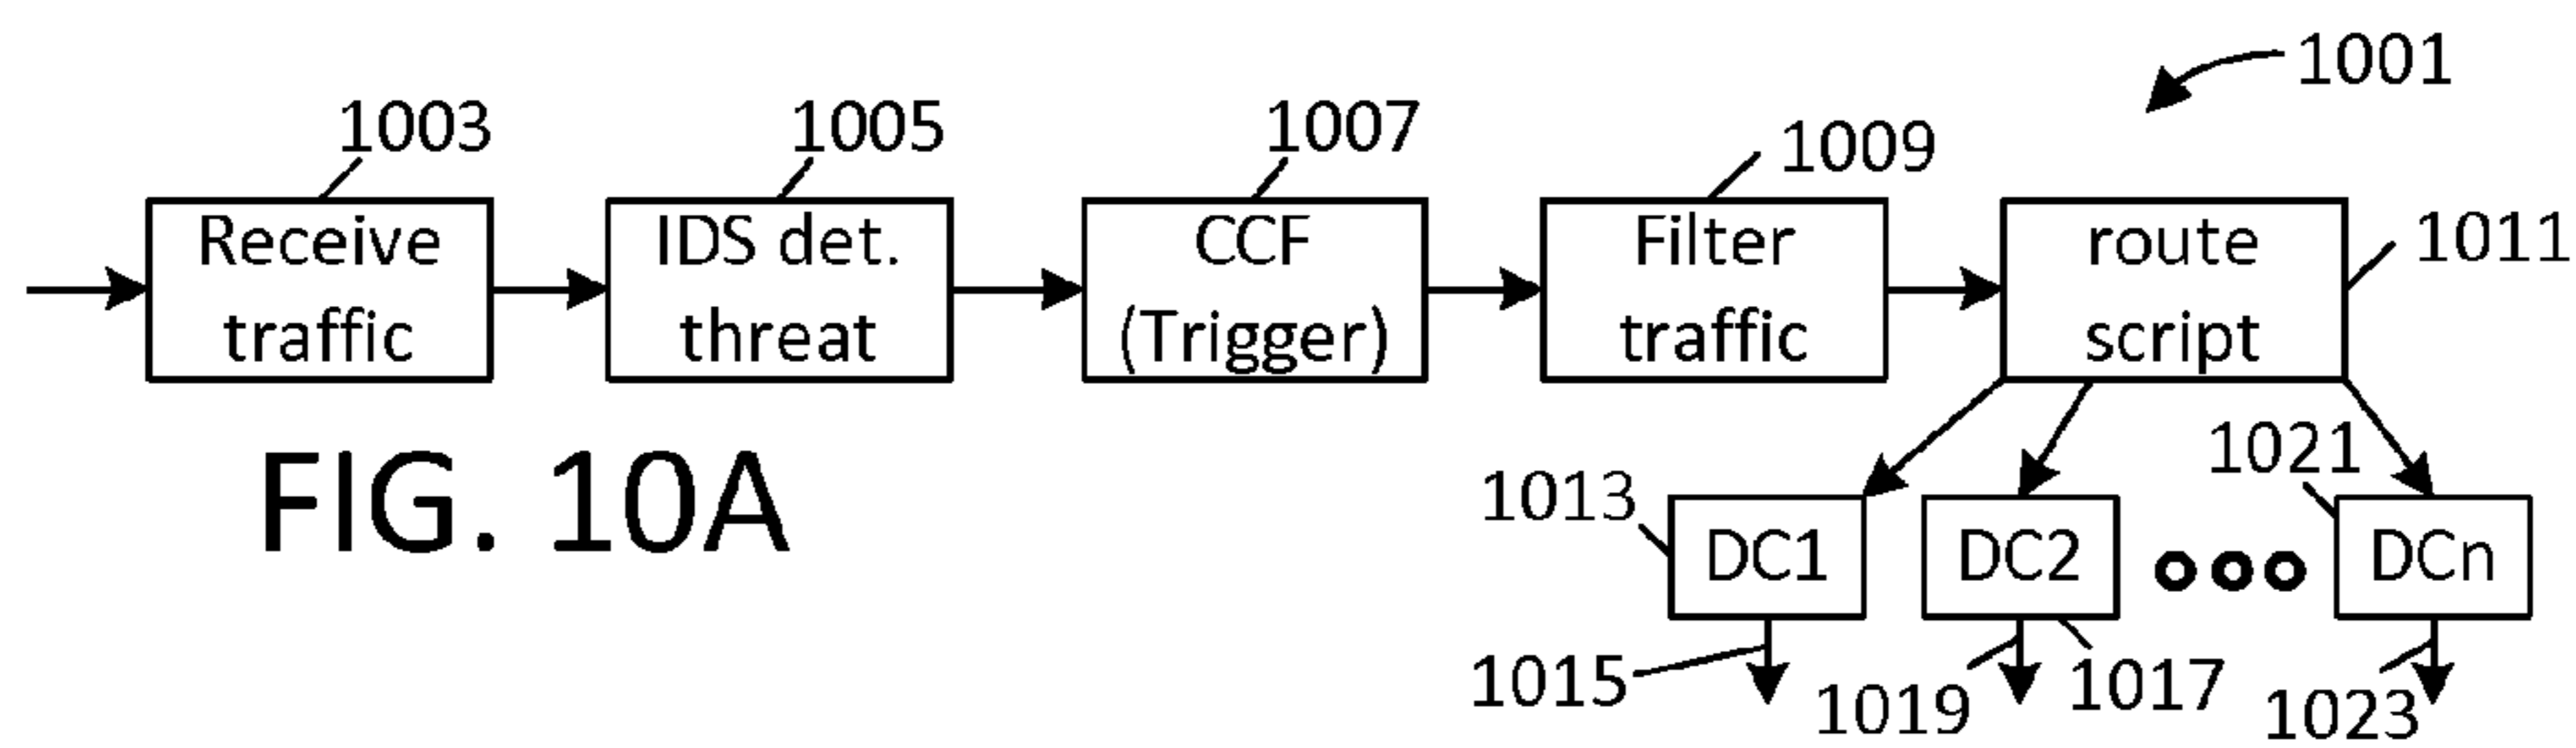 1001
1003
1005
1007
1009
1011
Receive
traffic
IDS det.
threat
CCF
(Trigger)
Filter
traffic
route
script
FIG. 10A
1013
1021
DC1
DC2
DCn
1015
1019
1017
1023